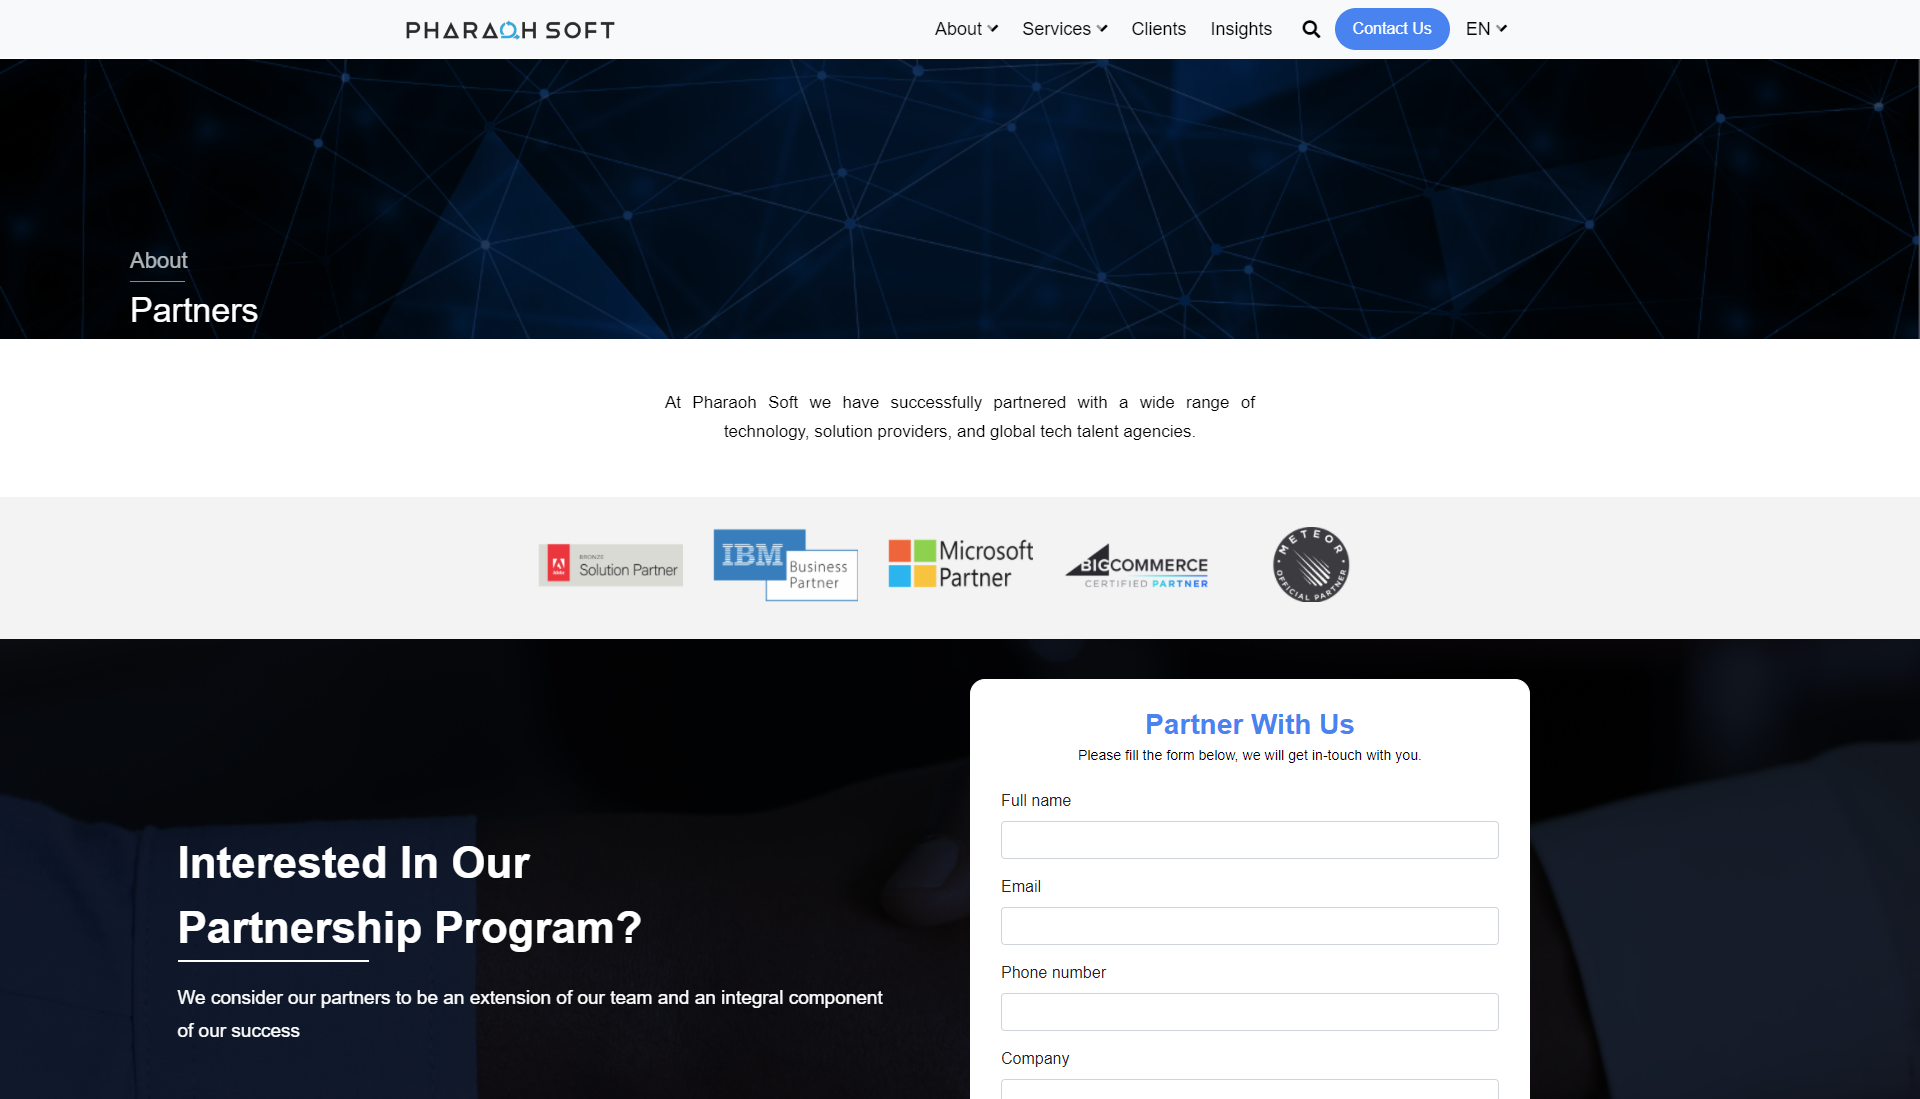 PHARAOH SOFT
About
Services
Clients
Insights
Contact Us
EN
About
Partners
At Pharaoh Soft we have successfully partnered with a wide range of
technology, solution providers, and global tech talent agencies.
BRONZE
Solution Partner
IBM
Business
Partner
Microsoft
Partner
BIGCOMMERCE
CERTIFIED PARTNER
METEOR
OFFICIAL PARTNER
Partner With Us
Please fill the form below, we will get in-touch with you.
Full name
Email
Phone number
Company
Interested In Our
Partnership Program?
We consider our partners to be an extension of our team and an integral component
of our success